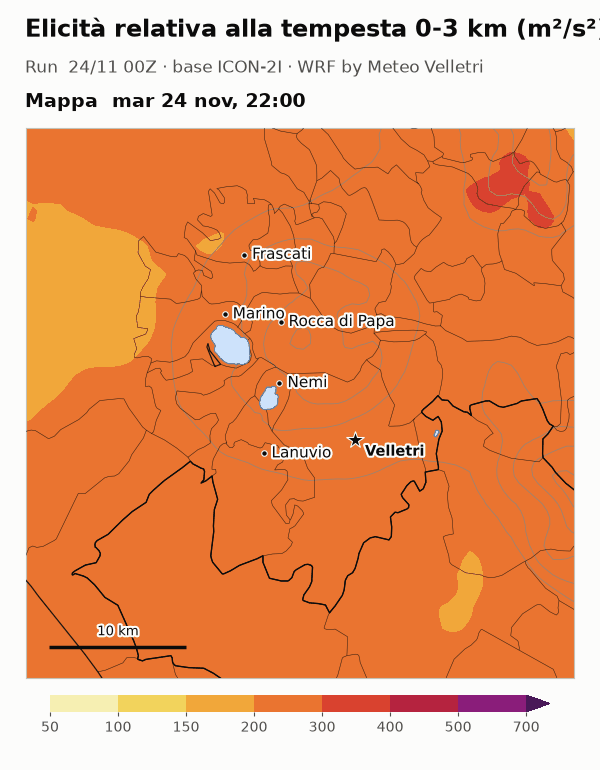 Elicità relativa alla tempesta 0-3 km (m²/s²)
Run 24/11 00Z · base ICON-2I · WRF by Meteo Velletri
Mappa mar 24 nov, 22:00
Frascati
Marino
Rocca di Papa
Nemi
Velletri
Lanuvio
10 km
50 100 150 200 300 400 500 700